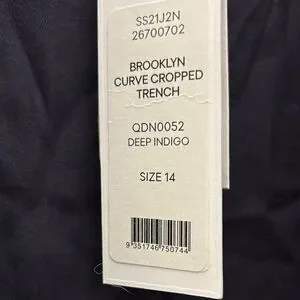 SS21J2N
26700702
BROOKLYN
CURVE CROPPED
TRENCH
QDN0052
DEEP INDIGO
SIZE 14
9 351746 750744